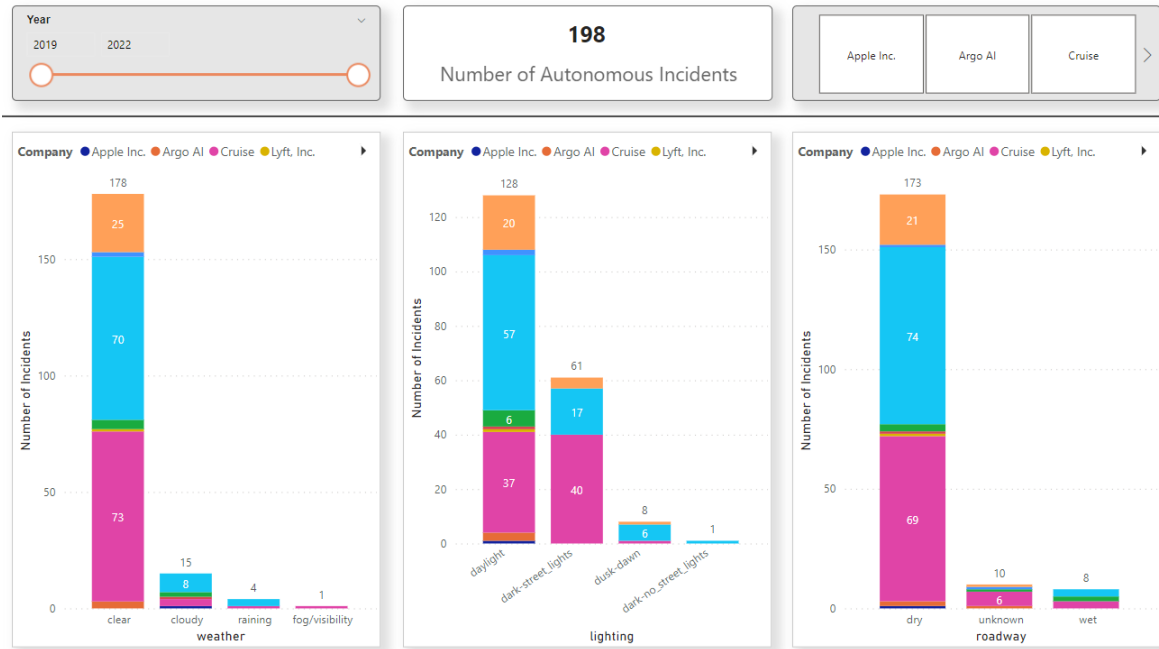 Year
2019 2022
198
Number of Autonomous Incidents
Apple Inc. Argo AI Cruise
Company Apple Inc. Argo AI Cruise Lyft, Inc.
178
25
150
70
100
50
73
15
8
4
1
0
Number of Incidents
clear cloudy raining fog/visibility
weather
Company Apple Inc. Argo AI Cruise Lyft, Inc.
128
120
20
100
80
57
60
61
6
17
40
37
40
20
8
6
1
0
Number of Incidents
daylight dark-street_lights dusk-dawn dark-no_street_lights
lighting
Company Apple Inc. Argo AI Cruise Lyft, Inc.
173
21
150
74
100
50
69
10
6
8
0
Number of Incidents
dry unknown wet
roadway